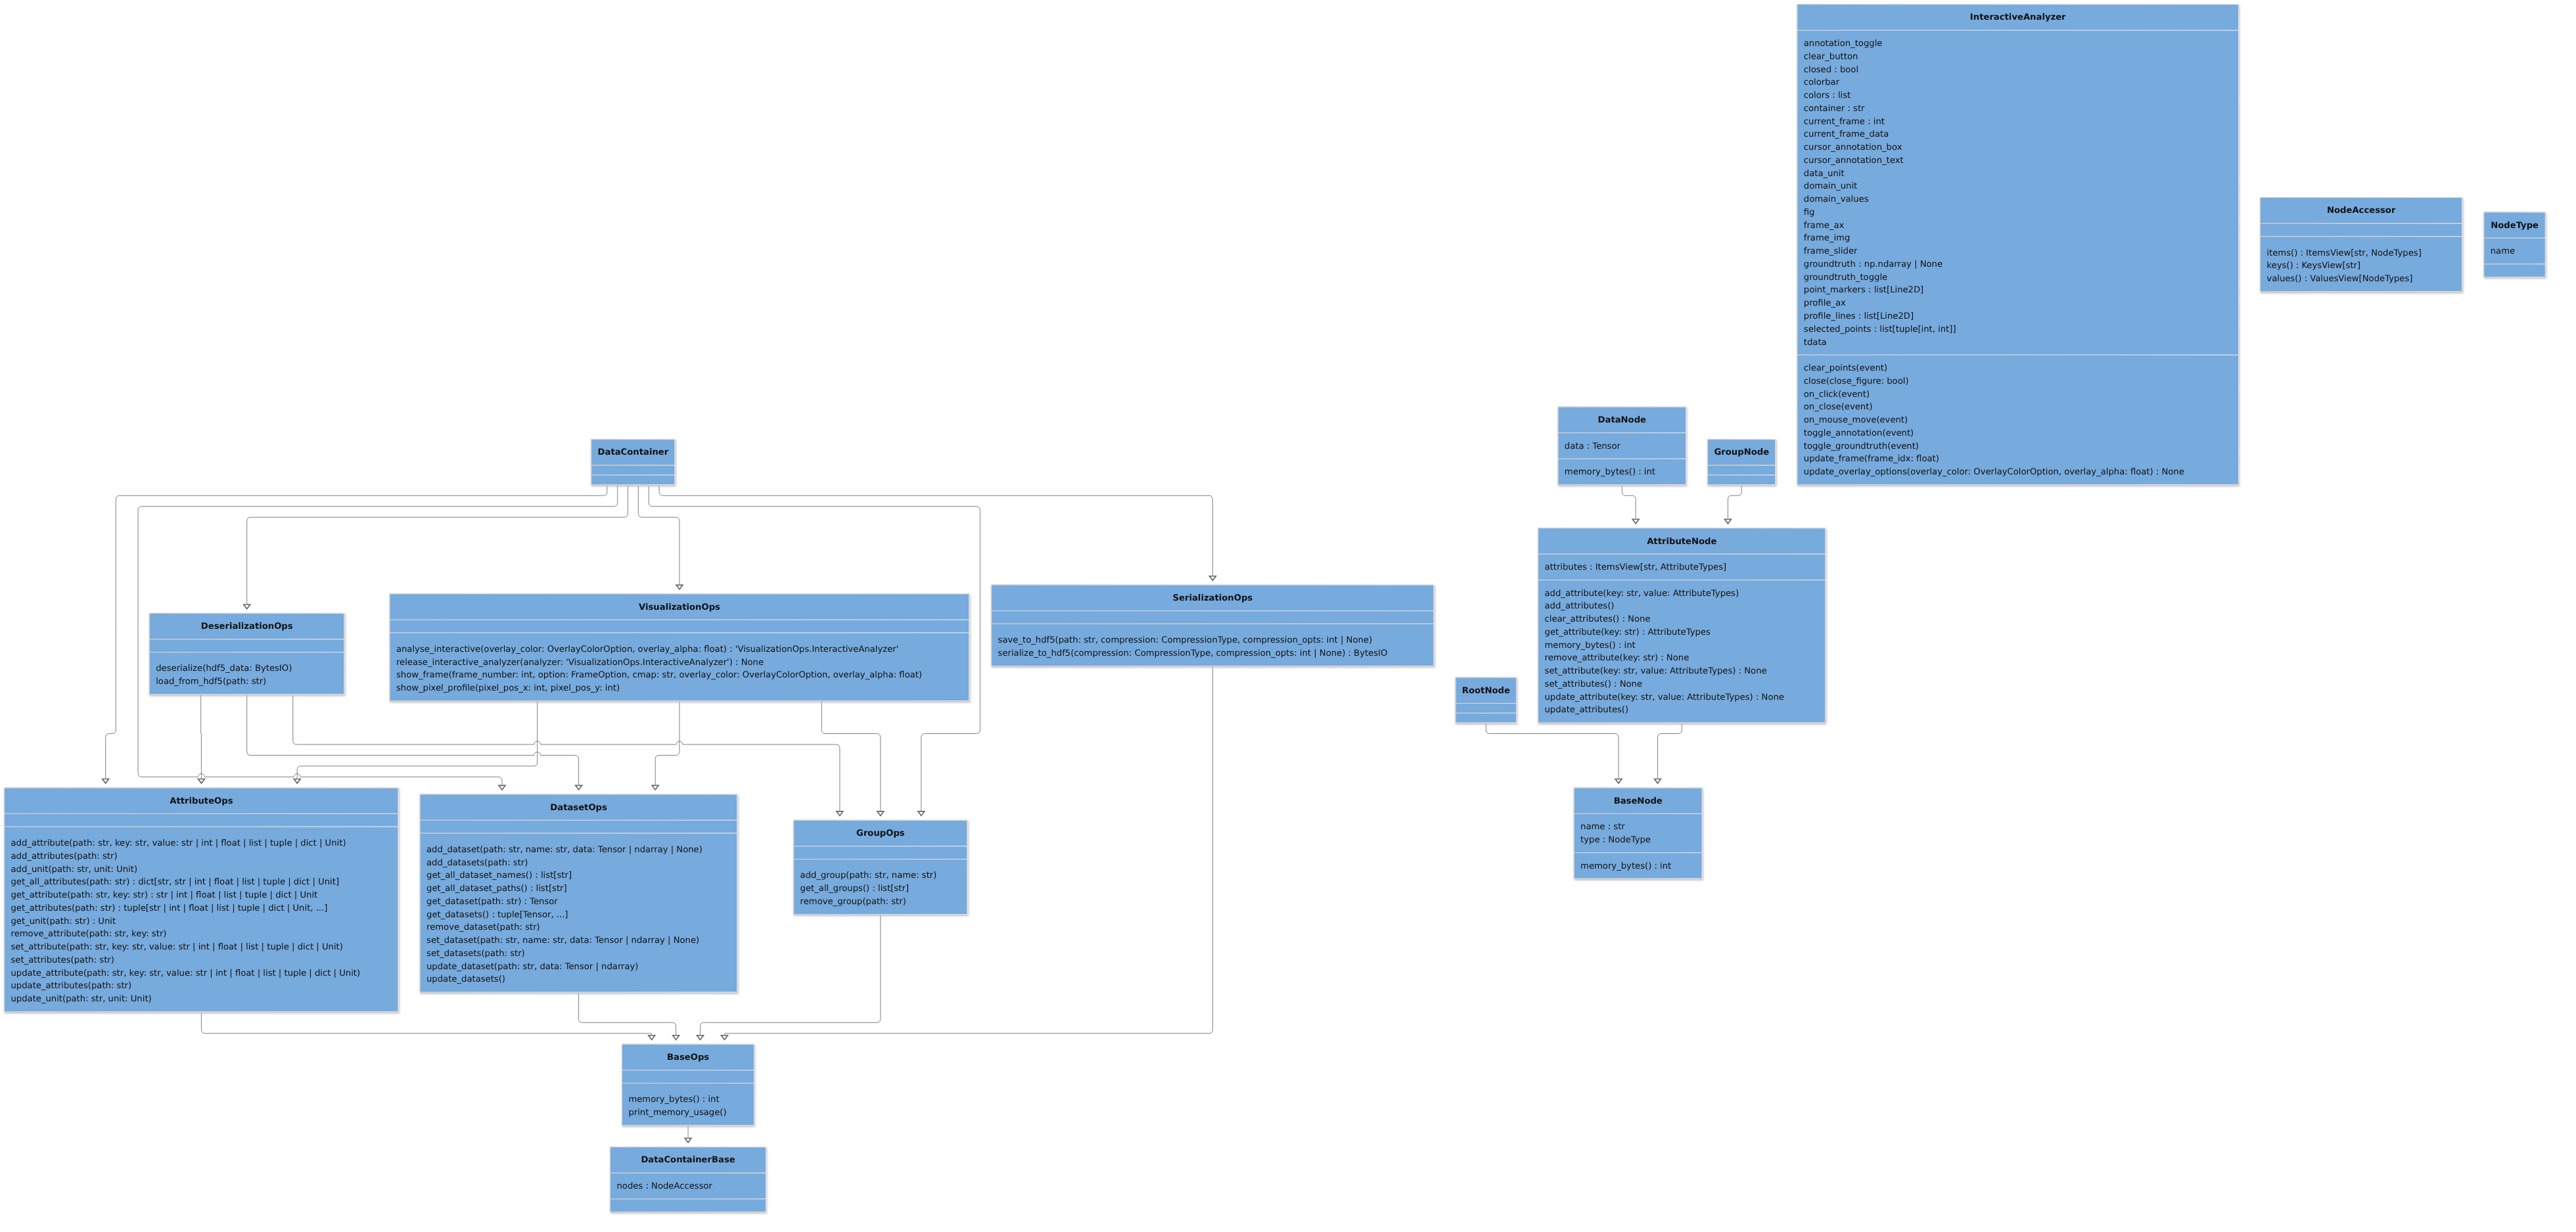 InteractiveAnalyzer
annotation_toggle
clear_button
closed : bool
colorbar
colors : list
container : str
current_frame : int
current_frame_data
cursor_annotation_box
cursor_annotation_text
data_unit
domain_unit
domain_values
fig
frame_ax
frame_img
frame_slider
groundtruth : np.ndarray | None
groundtruth_toggle
point_markers : list[Line2D]
profile_ax
profile_lines : list[Line2D]
selected_points : list[tuple[int, int]]
tdata
clear_points(event)
close(close_figure: bool)
on_click(event)
on_close(event)
on_mouse_move(event)
toggle_annotation(event)
toggle_groundtruth(event)
update_frame(frame_idx: float)
update_overlay_options(overlay_color: OverlayColorOption, overlay_alpha: float) : None
NodeAccessor
items() : ItemsView[str, NodeTypes]
keys() : KeysView[str]
values() : ValuesView[NodeTypes]
NodeType
name
DataContainer
DataNode
data : Tensor
memory_bytes() : int
GroupNode
DeserializationOps
deserialize(hdf5_data: BytesIO)
load_from_hdf5(path: str)
VisualizationOps
analyse_interactive(overlay_color: OverlayColorOption, overlay_alpha: float) : 'VisualizationOps.InteractiveAnalyzer'
release_interactive_analyzer(analyzer: 'VisualizationOps.InteractiveAnalyzer') : None
show_frame(frame_number: int, option: FrameOption, cmap: str, overlay_color: OverlayColorOption, overlay_alpha: float)
show_pixel_profile(pixel_pos_x: int, pixel_pos_y: int)
SerializationOps
save_to_hdf5(path: str, compression: CompressionType, compression_opts: int | None)
serialize_to_hdf5(compression: CompressionType, compression_opts: int | None) : BytesIO
RootNode
AttributeNode
attributes : ItemsView[str, AttributeTypes]
add_attribute(key: str, value: AttributeTypes)
add_attributes()
clear_attributes() : None
get_attribute(key: str) : AttributeTypes
memory_bytes() : int
remove_attribute(key: str) : None
set_attribute(key: str, value: AttributeTypes) : None
set_attributes() : None
update_attribute(key: str, value: AttributeTypes) : None
update_attributes()
AttributeOps
add_attribute(path: str, key: str, value: str | int | float | list | tuple | dict | Unit)
add_attributes(path: str)
add_unit(path: str, unit: Unit)
get_all_attributes(path: str) : dict[str, str | int | float | list | tuple | dict | Unit]
get_attribute(path: str, key: str) : str | int | float | list | tuple | dict | Unit
get_attributes(path: str) : tuple[str | int | float | list | tuple | dict | Unit, ...]
get_unit(path: str) : Unit
remove_attribute(path: str, key: str)
set_attribute(path: str, key: str, value: str | int | float | list | tuple | dict | Unit)
set_attributes(path: str)
update_attribute(path: str, key: str, value: str | int | float | list | tuple | dict | Unit)
update_attributes(path: str)
update_unit(path: str, unit: Unit)
DatasetOps
add_dataset(path: str, name: str, data: Tensor | ndarray | None)
add_datasets(path: str)
get_all_dataset_names() : list[str]
get_all_dataset_paths() : list[str]
get_dataset(path: str) : Tensor
get_datasets() : tuple[Tensor, ...]
remove_dataset(path: str)
set_dataset(path: str, name: str, data: Tensor | ndarray | None)
set_datasets(path: str)
update_dataset(path: str, data: Tensor | ndarray)
update_datasets()
GroupOps
add_group(path: str, name: str)
get_all_groups() : list[str]
remove_group(path: str)
BaseNode
name : str
type : NodeType
memory_bytes() : int
BaseOps
memory_bytes() : int
print_memory_usage()
DataContainerBase
nodes : NodeAccessor